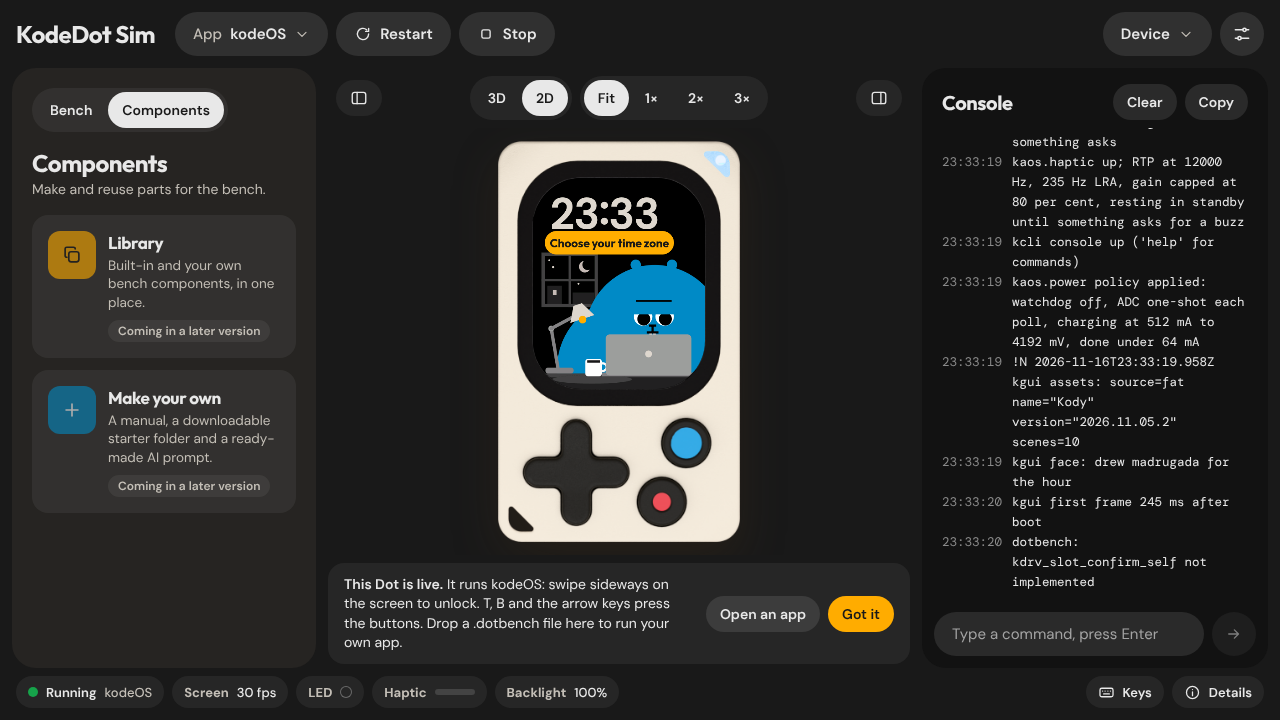 KodeDot Sim
App kodeOS
Restart
Stop
Device
Bench
Components
Components
Make and reuse parts for the bench.
Library
Built-in and your own
bench components, in one
place.
Coming in a later version
Make your own
A manual, a downloadable
starter folder and a ready-
made AI prompt.
Coming in a later version
3D
2D
Fit
1×
2×
3×
23:33
Choose your time zone
This Dot is live. It runs kodeOS: swipe sideways on
the screen to unlock. T, B and the arrow keys press
the buttons. Drop a .dotbench file here to run your
own app.
Open an app
Got it
Console
Clear
Copy
something asks
23:33:19 kaos.haptic up; RTP at 12000
Hz, 235 Hz LRA, gain capped at
80 per cent, resting in standby
until something asks for a buzz
23:33:19 kcli console up ('help' for
commands)
23:33:19 kaos.power policy applied:
watchdog off, ADC one-shot each
poll, charging at 512 mA to
4192 mV, done under 64 mA
23:33:19 !N 2026-11-16T23:33:19.958Z
kgui assets: source=fat
name="Kody"
version="2026.11.05.2"
scenes=10
23:33:19 kgui face: drew madrugada for
the hour
23:33:20 kgui first frame 245 ms after
boot
23:33:20 dotbench:
kdrv_slot_confirm_self not
implemented
Type a command, press Enter
Running kodeOS
Screen 30 fps
LED
Haptic
Backlight 100%
Keys
Details